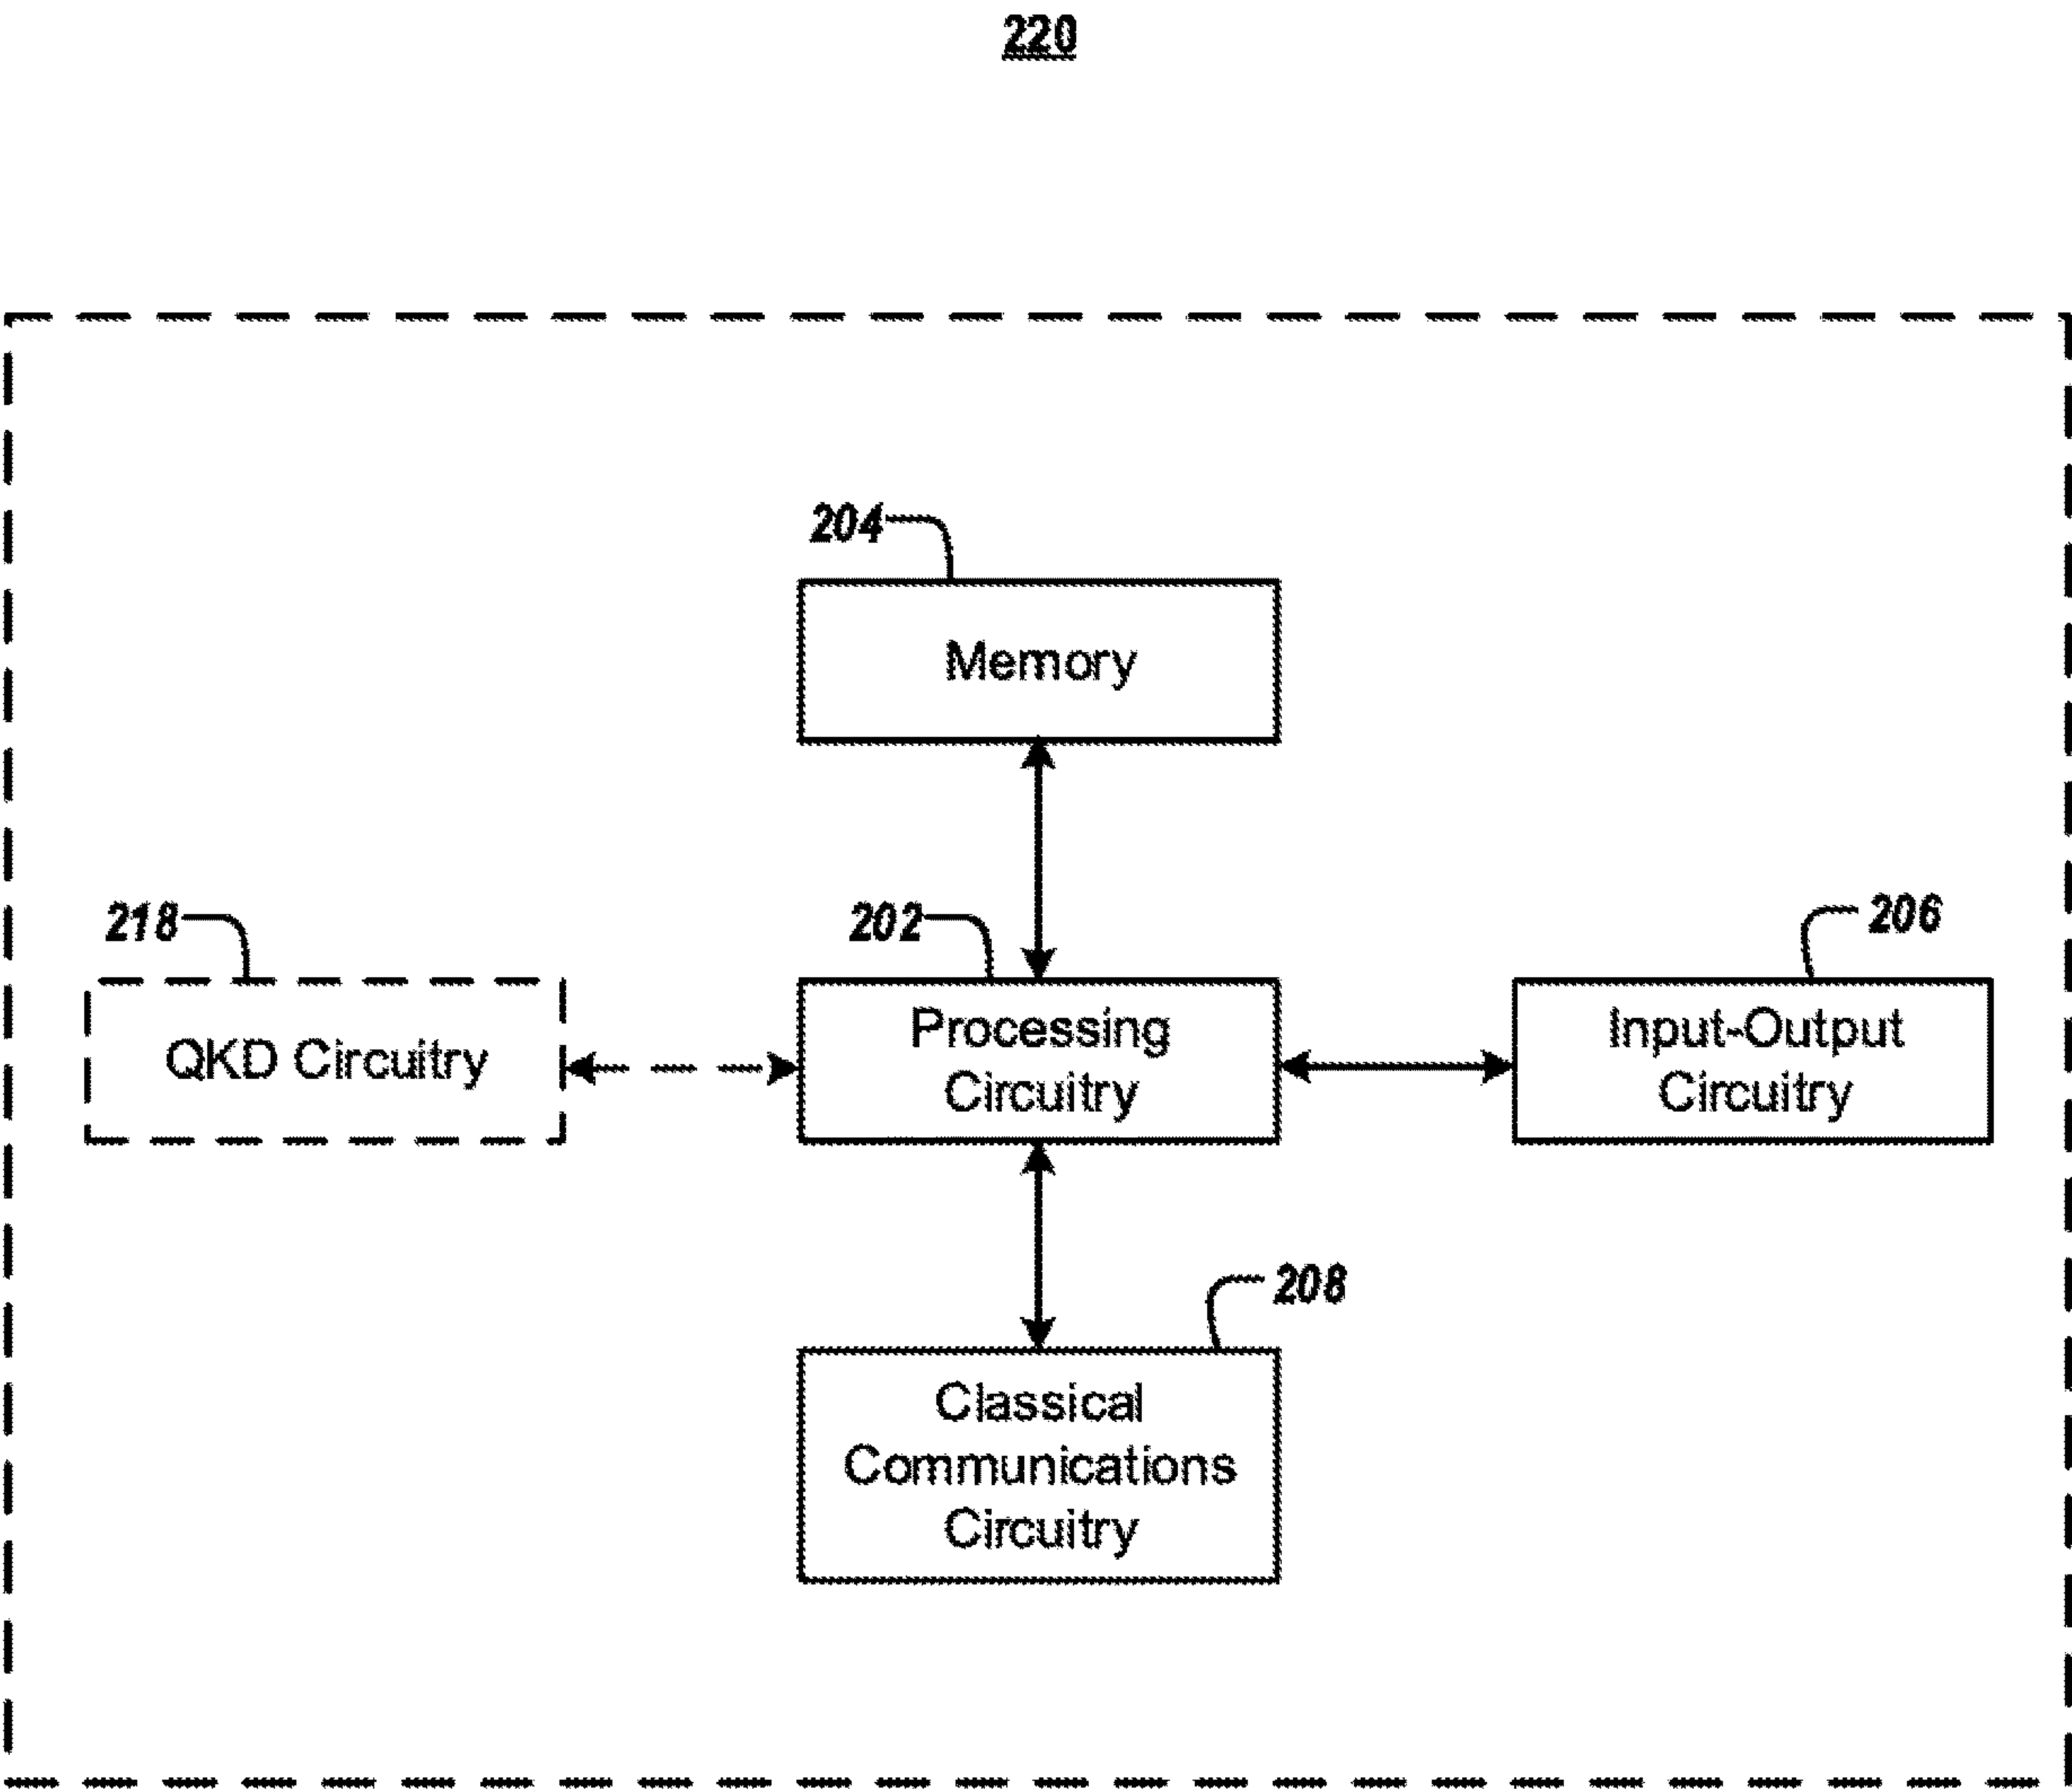 220
204
Memory
218
202
206
QKD Circuitry
Processing
Circuitry
Input-Output
Circuitry
208
Classical
Communications
Circuitry